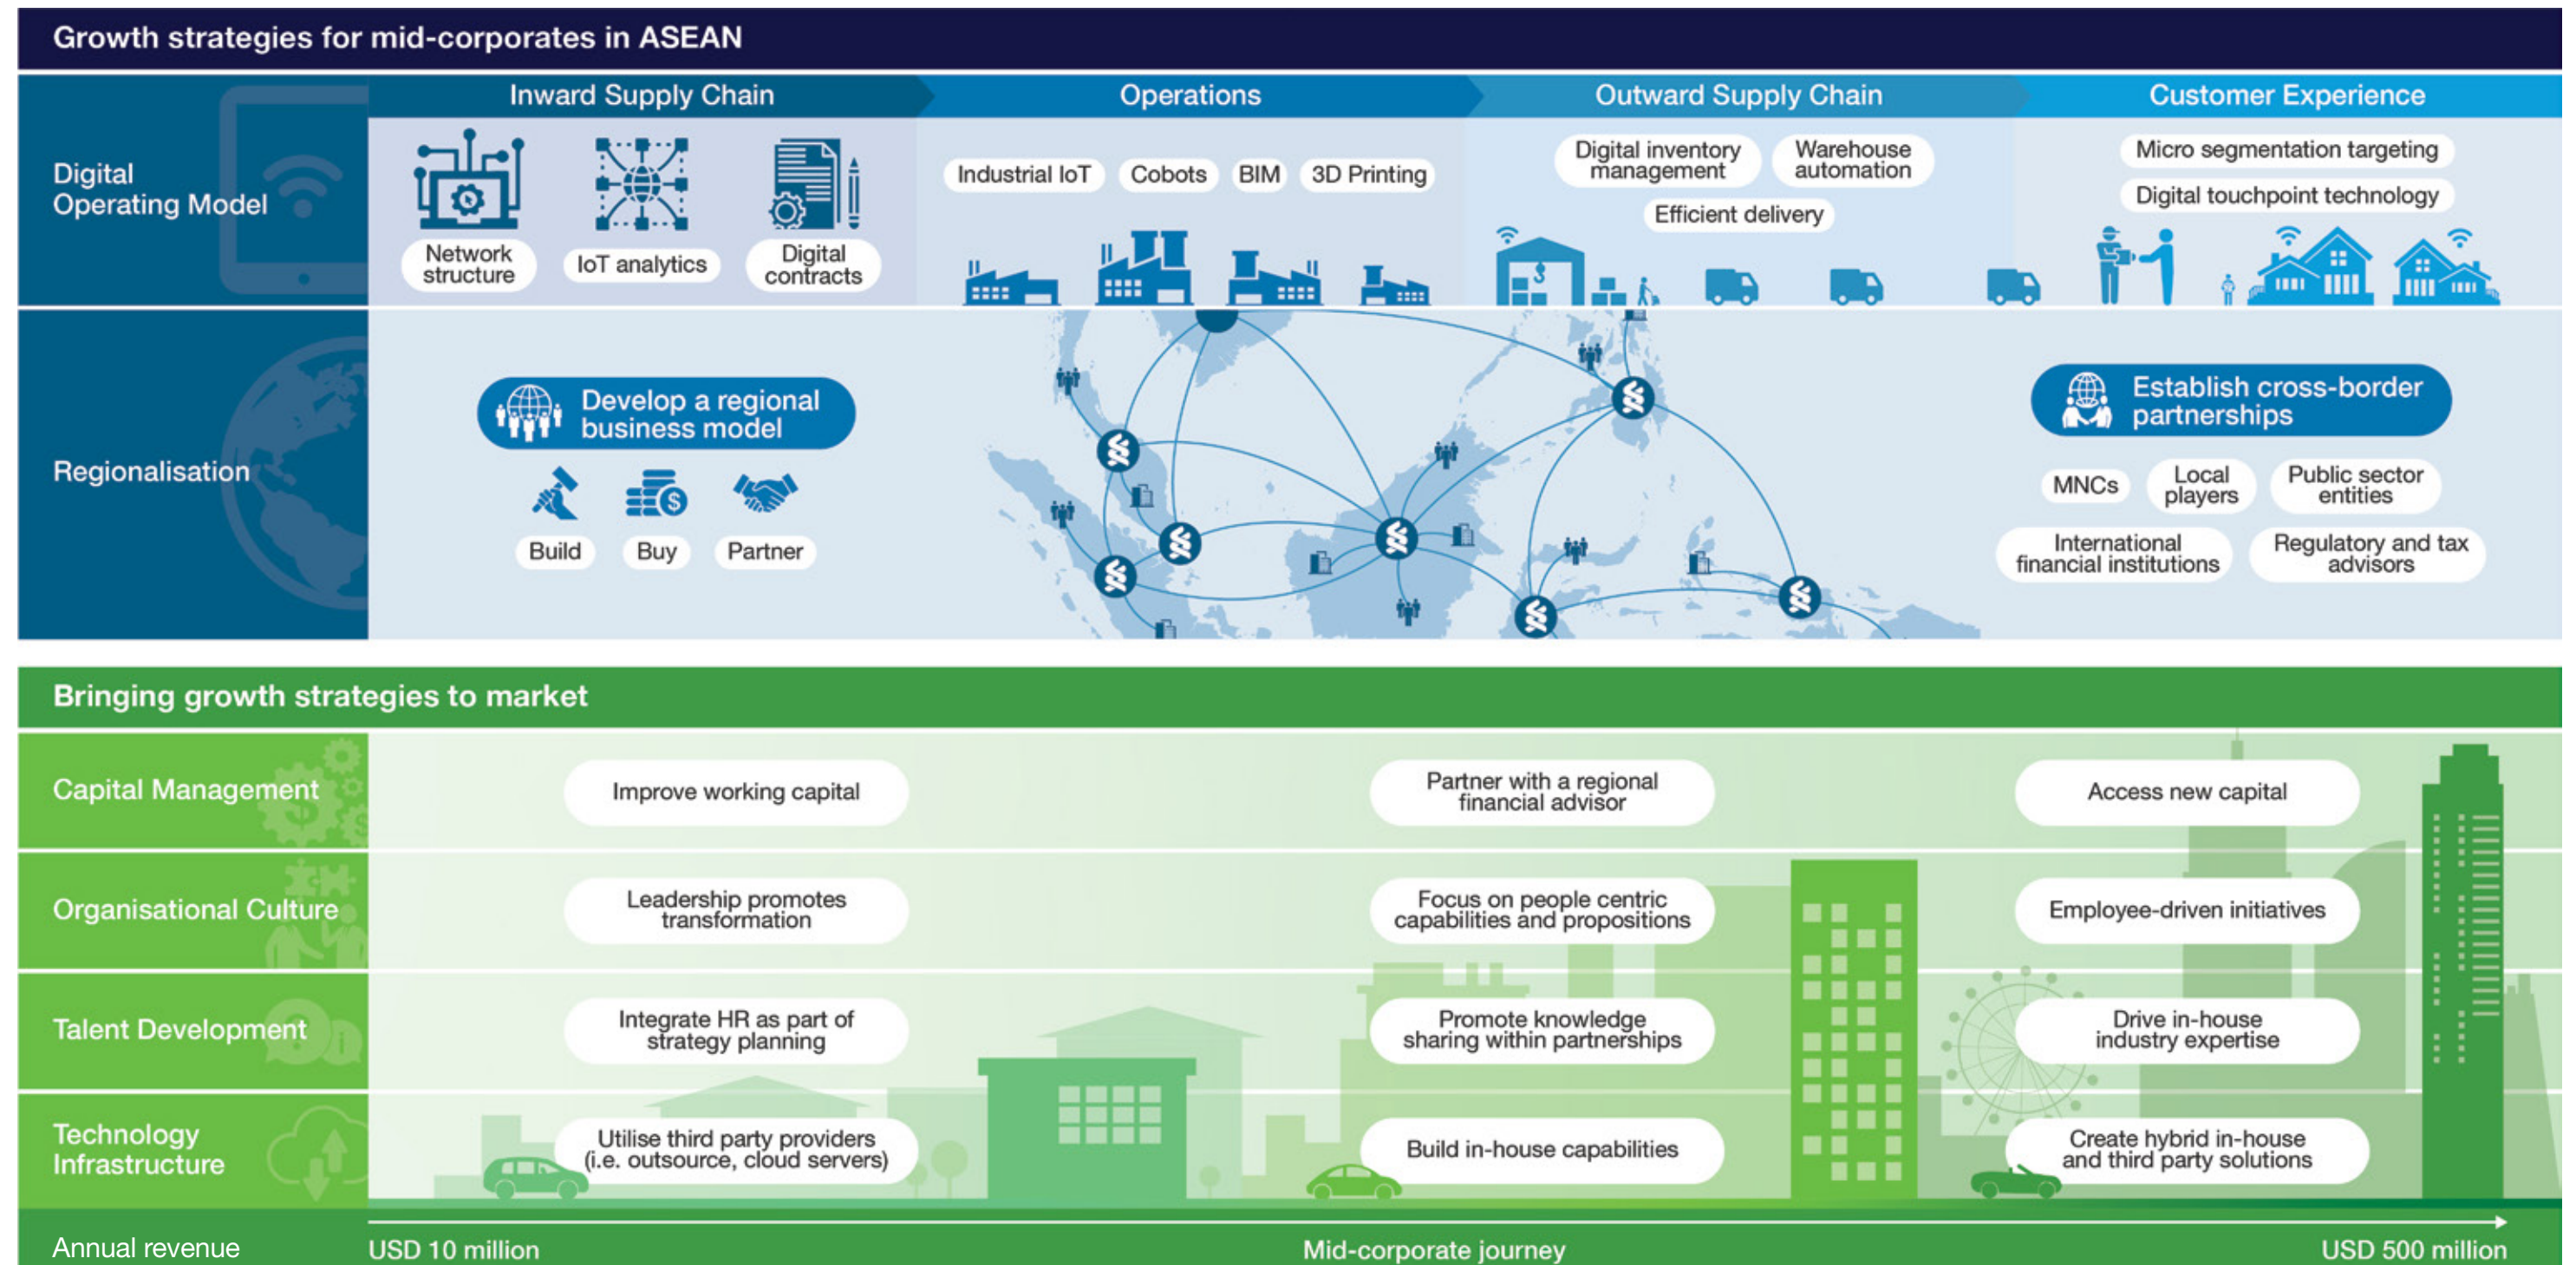 Growth strategies for mid-corporates in ASEAN
Inward Supply Chain
Operations
Outward Supply Chain
Customer Experience
Digital
Operating Model
Network
structure
IoT analytics
Digital
contracts
Industrial IoT
Cobots
BIM
3D Printing
Digital inventory
management
Warehouse
automation
Efficient delivery
Micro segmentation targeting
Digital touchpoint technology
Regionalisation
Develop a regional
business model
Build
Buy
Partner
Establish cross-border
partnerships
MNCs
Local
players
Public sector
entities
International
financial institutions
Regulatory and tax
advisors
Bringing growth strategies to market
Capital Management
Improve working capital
Partner with a regional
financial advisor
Access new capital
Organisational Culture
Leadership promotes
transformation
Focus on people centric
capabilities and propositions
Employee-driven initiatives
Talent Development
Integrate HR as part of
strategy planning
Promote knowledge
sharing within partnerships
Drive in-house
industry expertise
Technology
Infrastructure
Utilise third party providers
(i.e. outsource, cloud servers)
Build in-house capabilities
Create hybrid in-house
and third party solutions
Annual revenue
USD 10 million
Mid-corporate journey
USD 500 million